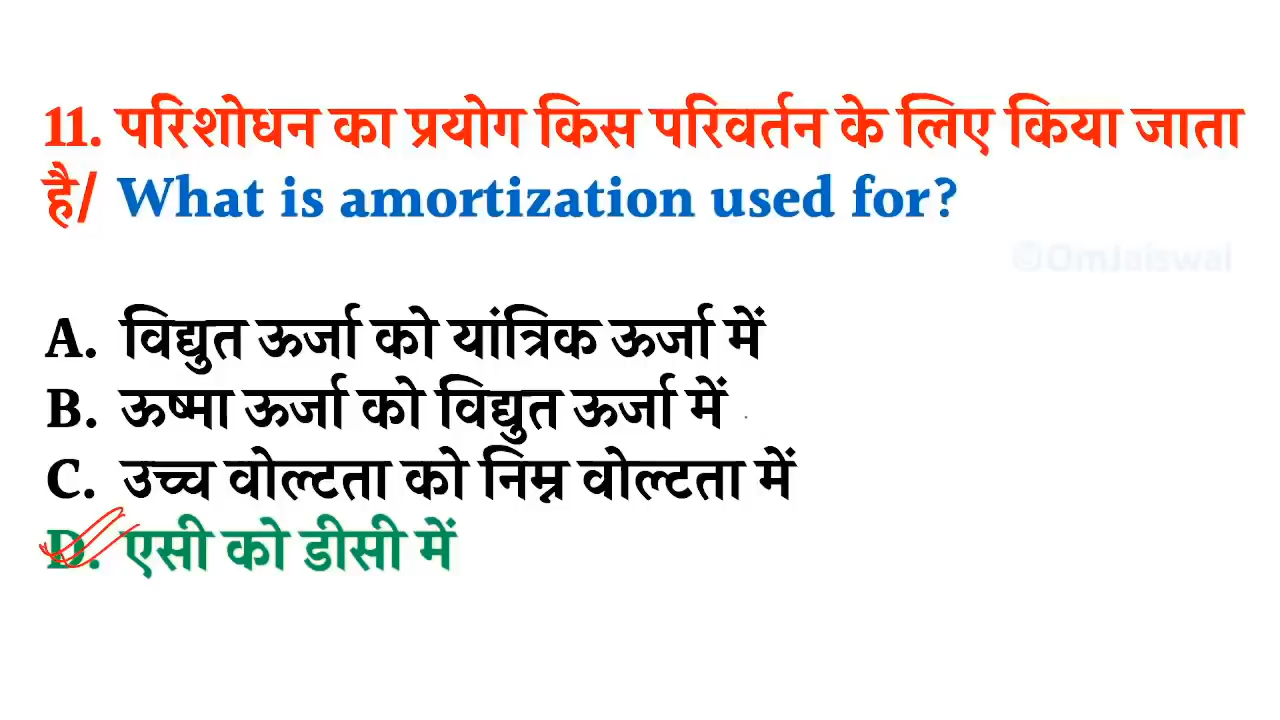 11. परिशोधन का प्रयोग किस परिवर्तन के लिए किया जाता
है/ What is amortization used for?
©OmJaiswal
A. विद्युत ऊर्जा को यांत्रिक ऊर्जा में
B. ऊष्मा ऊर्जा को विद्युत ऊर्जा में
C. उच्च वोल्टता को निम्न वोल्टता में
D. एसी को डीसी में